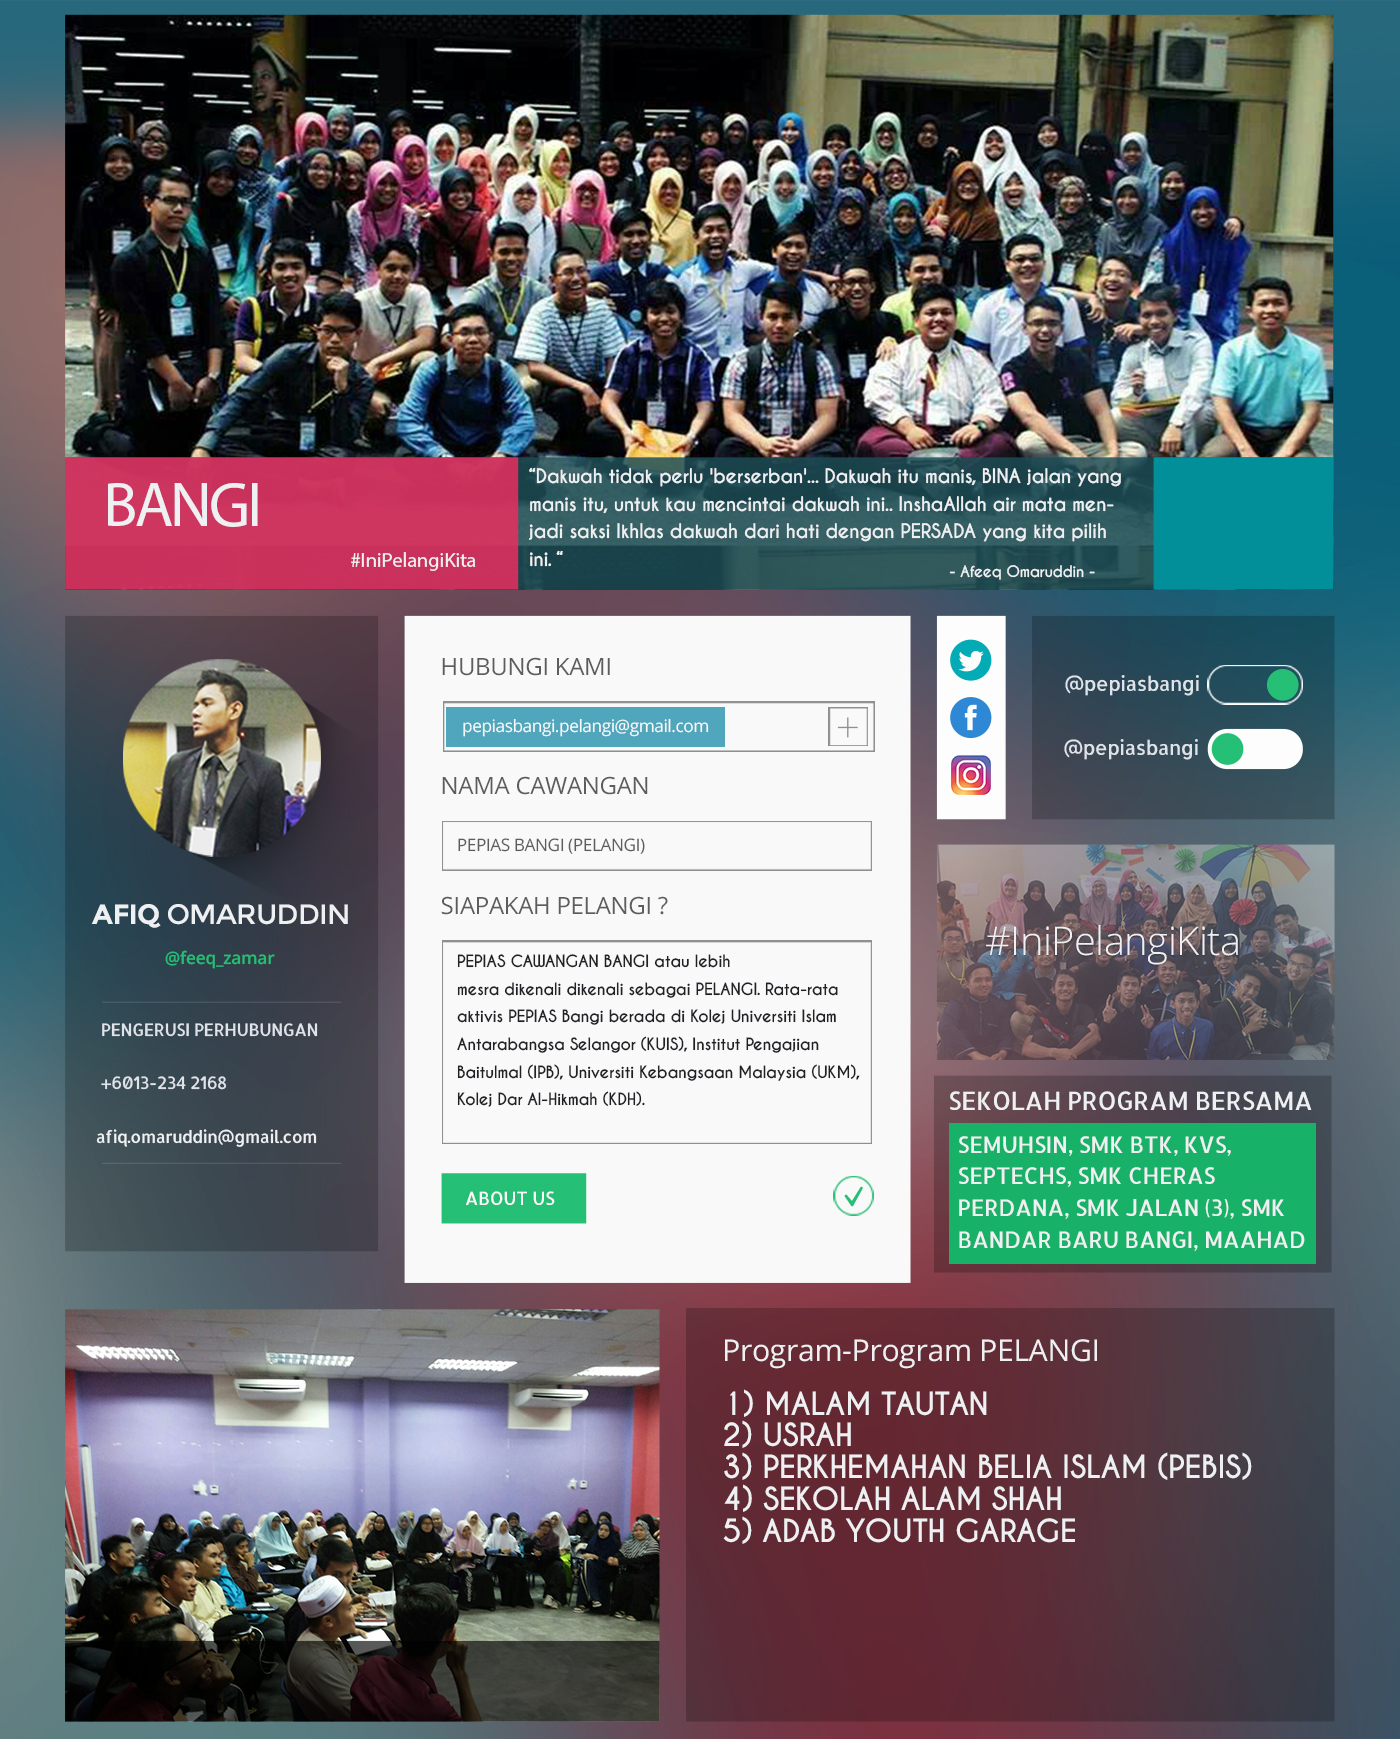 BANGI
#IniPelangiKita
“Dakwah tidak perlu 'berserban'... Dakwah itu manis, BINA jalan yang
manis itu, untuk kau mencintai dakwah ini.. InshaAllah air mata men-
jadi saksi Ikhlas dakwah dari hati dengan PERSADA yang kita pilih
ini. “
- Afeeq Omaruddin -
AFIQ OMARUDDIN
@feeq_zamar
PENGERUSI PERHUBUNGAN
+6013-234 2168
afiq.omaruddin@gmail.com
HUBUNGI KAMI
pepiasbangi.pelangi@gmail.com
NAMA CAWANGAN
PEPIAS BANGI (PELANGI)
SIAPAKAH PELANGI ?
PEPIAS CAWANGAN BANGI atau lebih
mesra dikenali dikenali sebagai PELANGI. Rata-rata
aktivis PEPIAS Bangi berada di Kolej Universiti Islam
Antarabangsa Selangor (KUIS), Institut Pengajian
Baitulmal (IPB), Universiti Kebangsaan Malaysia (UKM),
Kolej Dar Al-Hikmah (KDH).
ABOUT US
@pepiasbangi
@pepiasbangi
#IniPelangiKita
SEKOLAH PROGRAM BERSAMA
SEMUHSIN, SMK BTK, KVS,
SEPTECHS, SMK CHERAS
PERDANA, SMK JALAN (3), SMK
BANDAR BARU BANGI, MAAHAD
Program-Program PELANGI
1) MALAM TAUTAN
2) USRAH
3) PERKHEMAHAN BELIA ISLAM (PEBIS)
4) SEKOLAH ALAM SHAH
5) ADAB YOUTH GARAGE